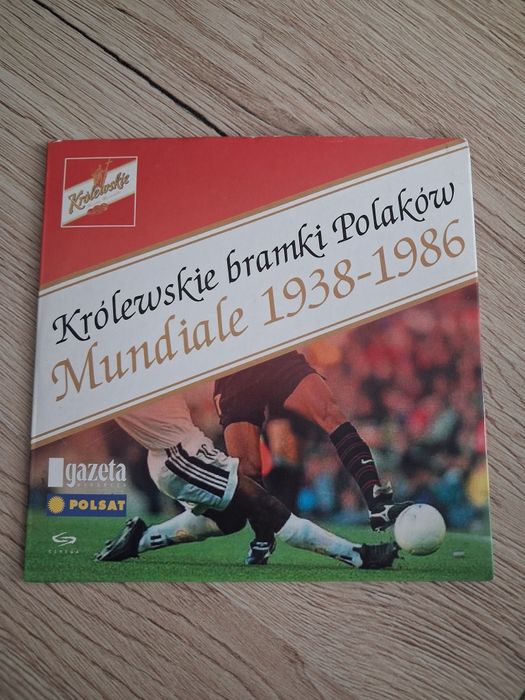 Królewskie
Królewskie bramki Polaków
Mundiale 1938-1986
gazeta
POLSAT